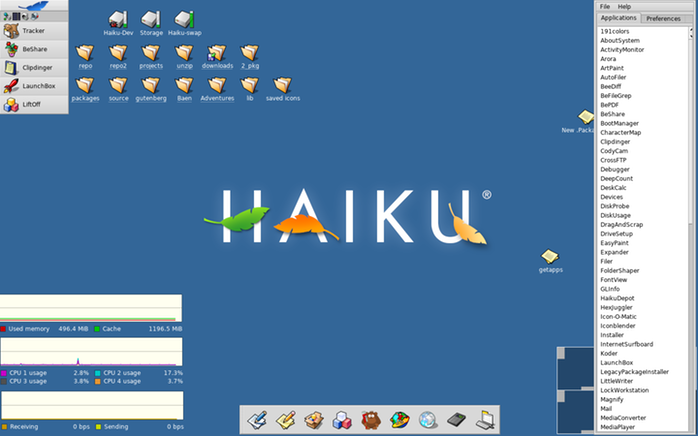 Tracker
BeShare
Clipdinger
LaunchBox
LiftOff
Haiku-Dev Storage Haiku-swap
repo repo2 projects unzip downloads 2_pkg
packages source gutenberg Baen Adventures lib saved icons
New .Packa
getapps
HAIKU®
Used memory 496.4 MiB Cache 1196.5 MiB
CPU 1 usage 2.8% CPU 2 usage 17.3%
CPU 3 usage 3.8% CPU 4 usage 3.7%
Receiving 0 bps Sending 0 bps
File Help
Applications Preferences
191colors
AboutSystem
ActivityMonitor
Arora
ArtPaint
AutoFiler
BeeDiff
BeFileGrep
BePDF
BeShare
BootManager
CharacterMap
Clipdinger
CodyCam
CrossFTP
Debugger
DeepCount
DeskCalc
Devices
DiskProbe
DiskUsage
DragAndScrap
DriveSetup
EasyPaint
Expander
Filer
FolderShaper
FontView
GLInfo
HaikuDepot
HexJuggler
Icon-O-Matic
Iconblender
Installer
InternetSurfboard
Koder
LaunchBox
LegacyPackageInstaller
LittleWriter
LockWorkstation
Magnify
Mail
MediaConverter
MediaPlayer